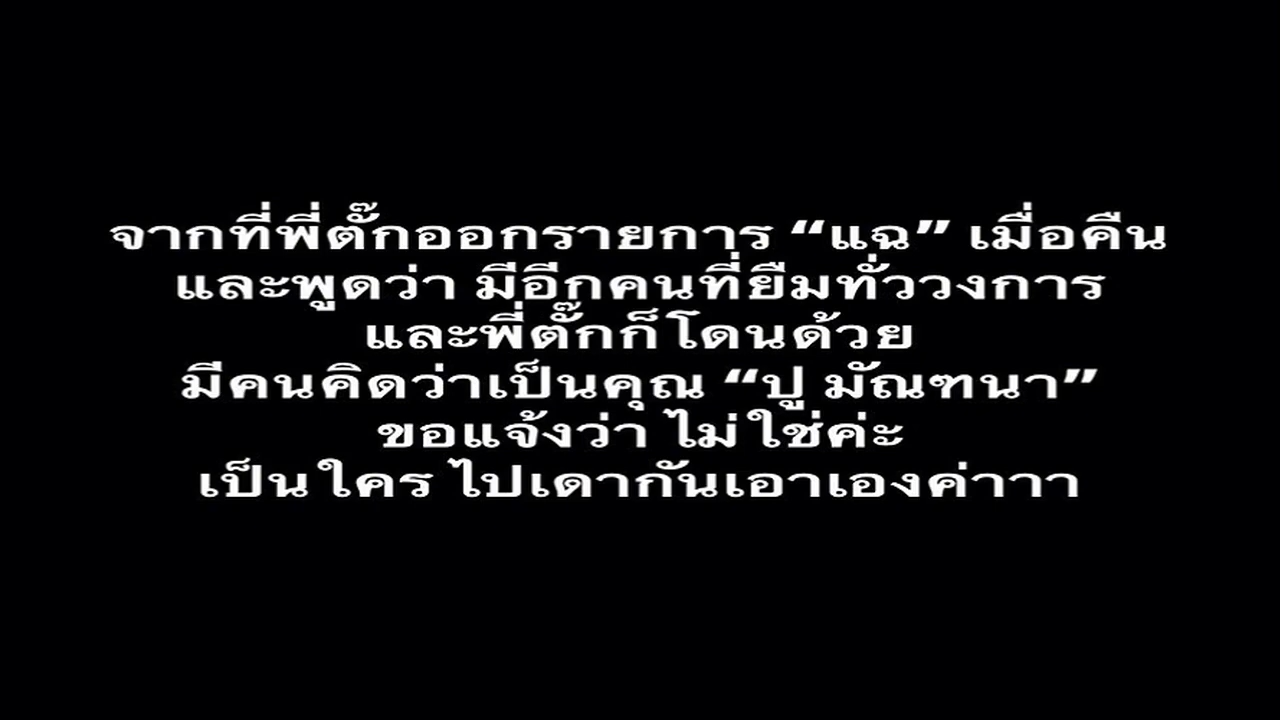 จากที่พี่ตั๊กออกรายการ “แฉ” เมื่อคืน
และพูดว่า มีอีกคนที่ยืมทั่ววงการ
และพี่ตั๊กก็โดนด้วย
มีคนคิดว่าเป็นคุณ “ปู มัณฑนา”
ขอแจ้งว่า ไม่ใช่ค่ะ
เป็นใคร ไปเดากันเอาเองค่าาา